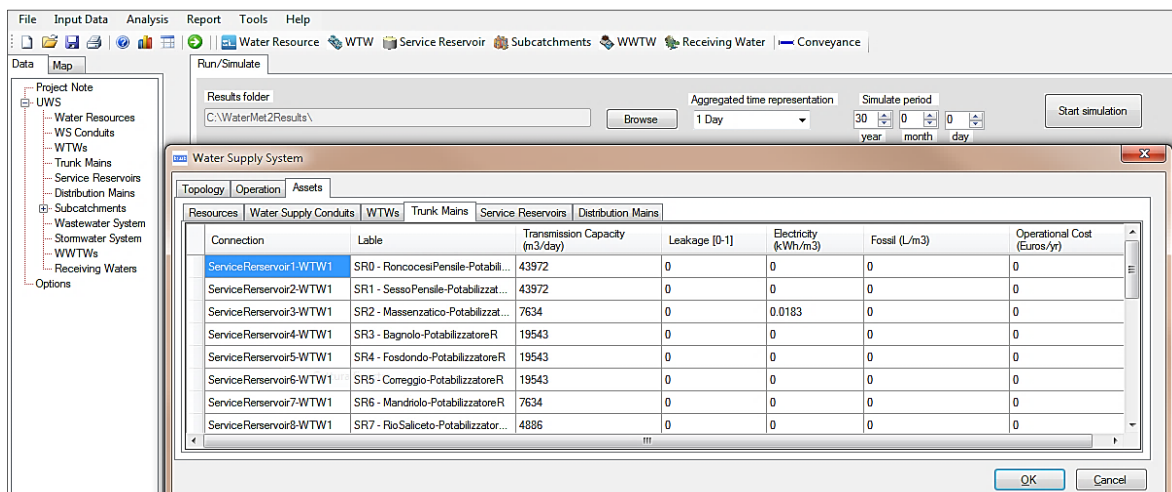 File Input Data Analysis Report Tools Help
Water Resource WTW Service Reservoir Subcatchments WWTW Receiving Water Conveyance
Data Map
Project Note
UWS
Water Resources
WS Conduits
WTWs
Trunk Mains
Service Reservoirs
Distribution Mains
Subcatchments
Wastewater System
Stormwater System
WWTWs
Receiving Waters
Options
Run/Simulate
Results folder
C:\WaterMet2Results\
Browse
Aggregated time representation
1 Day
Simulate period
30 0 0
year month day
Start simulation
Water Supply System
Topology Operation Assets
Resources Water Supply Conduits WTWs Trunk Mains Service Reservoirs Distribution Mains
Connection Lable Transmission Capacity (m3/day) Leakage [0-1] Electricity (kWh/m3) Fossil (L/m3) Operational Cost (Euros/yr)
ServiceRerservoir1-WTW1 SR0 - RoncocesiPensile-Potabili... 43972 0 0 0 0
ServiceRerservoir2-WTW1 SR1 - SessoPensile-Potabilizzat... 43972 0 0 0 0
ServiceRerservoir3-WTW1 SR2 - Massenzatico-Potabilizzat... 7634 0 0.0183 0 0
ServiceRerservoir4-WTW1 SR3 - Bagnolo-PotabilizzatoreR 19543 0 0 0 0
ServiceRerservoir5-WTW1 SR4 - Fosdondo-PotabilizzatoreR 19543 0 0 0 0
ServiceRerservoir6-WTW1 SR5 - Correggio-PotabilizzatoreR 19543 0 0 0 0
ServiceRerservoir7-WTW1 SR6 - Mandriolo-PotabilizzatoreR 7634 0 0 0 0
ServiceRerservoir8-WTW1 SR7 - RioSaliceto-Potabilizzator... 4886 0 0 0 0
OK Cancel